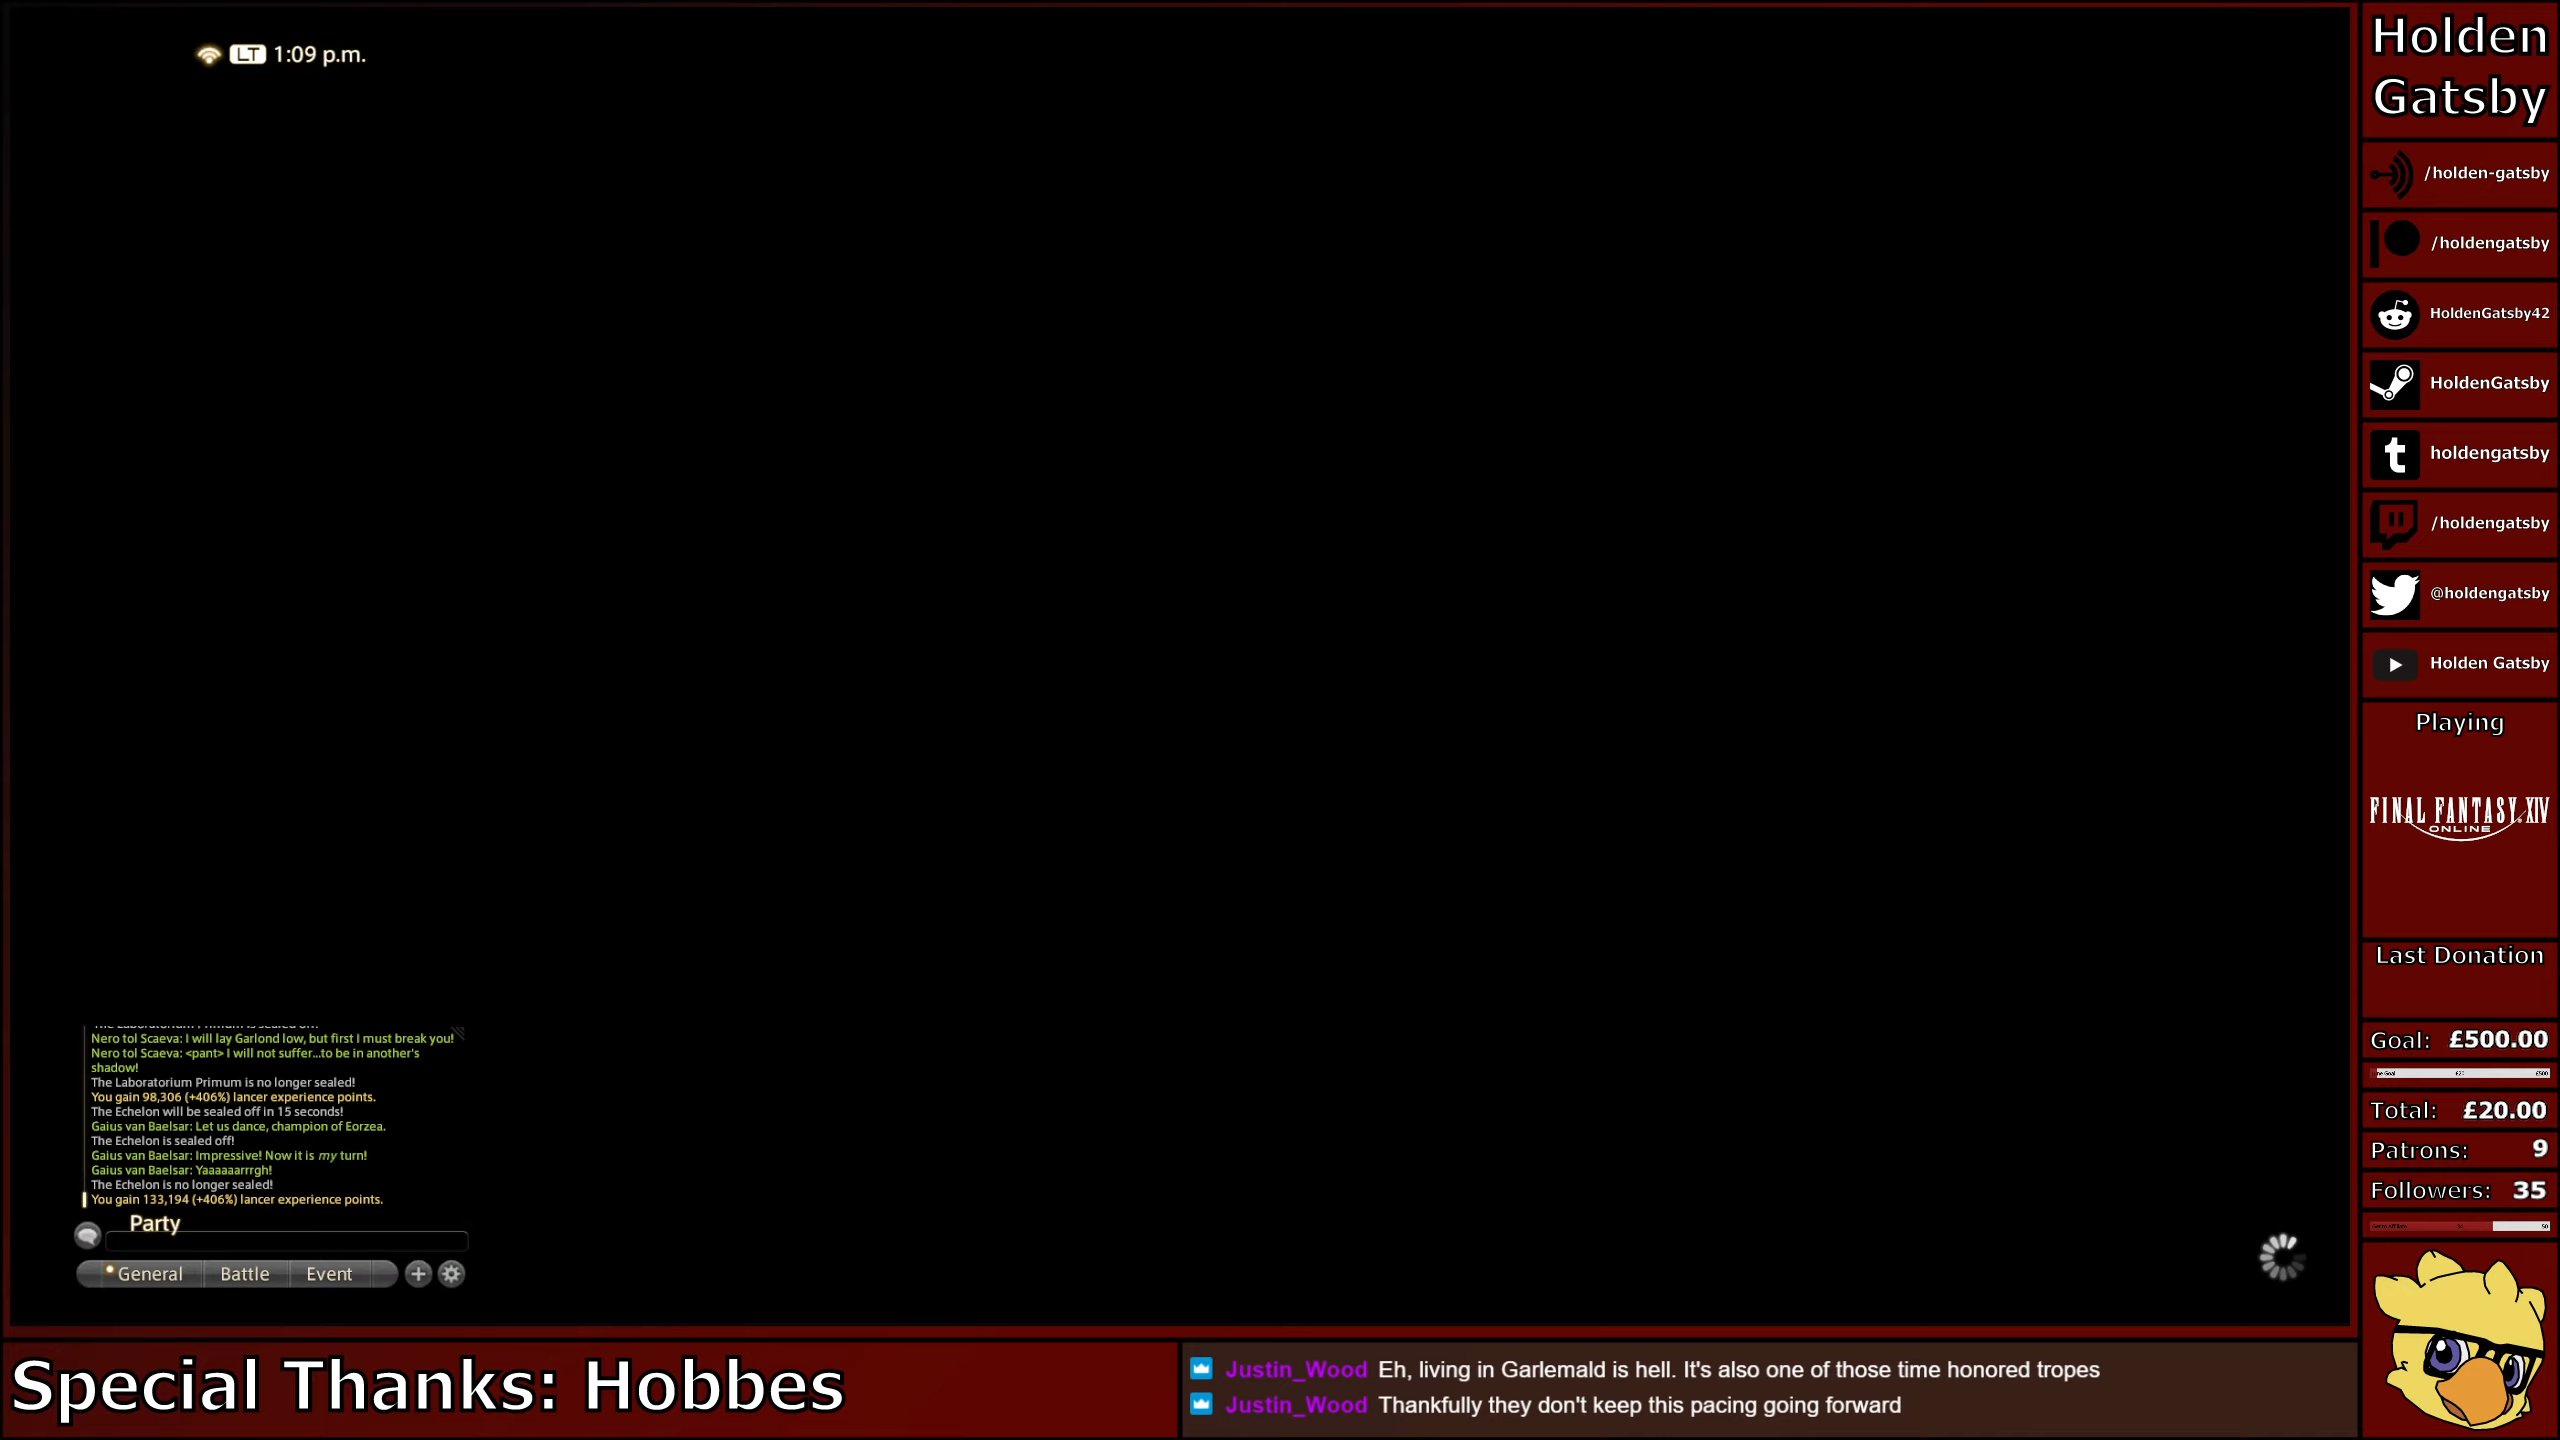 LT 1:09 p.m.
Nero tol Scaeva: I will lay Garlond low, but first I must break you!
Nero tol Scaeva: <pant> I will not suffer...to be in another's
shadow!
The Laboratorium Primum is no longer sealed!
You gain 98,306 (+406%) lancer experience points.
The Echelon will be sealed off in 15 seconds!
Gaius van Baelsar: Let us dance, champion of Eorzea.
The Echelon is sealed off!
Gaius van Baelsar: Impressive! Now it is my turn!
Gaius van Baelsar: Yaaaaaarrrgh!
The Echelon is no longer sealed!
You gain 133,194 (+406%) lancer experience points.
Party
General Battle Event
Special Thanks: Hobbes
Justin_Wood Eh, living in Garlemald is hell. It's also one of those time honored tropes
Justin_Wood Thankfully they don't keep this pacing going forward
Holden
Gatsby
/holden-gatsby
/holdengatsby
HoldenGatsby42
HoldenGatsby
holdengatsby
/holdengatsby
@holdengatsby
Holden Gatsby
Playing
FINAL FANTASY XIV
ONLINE
Last Donation
Goal: £500.00
£500
Total: £20.00
Patrons: 9
Followers: 35
50